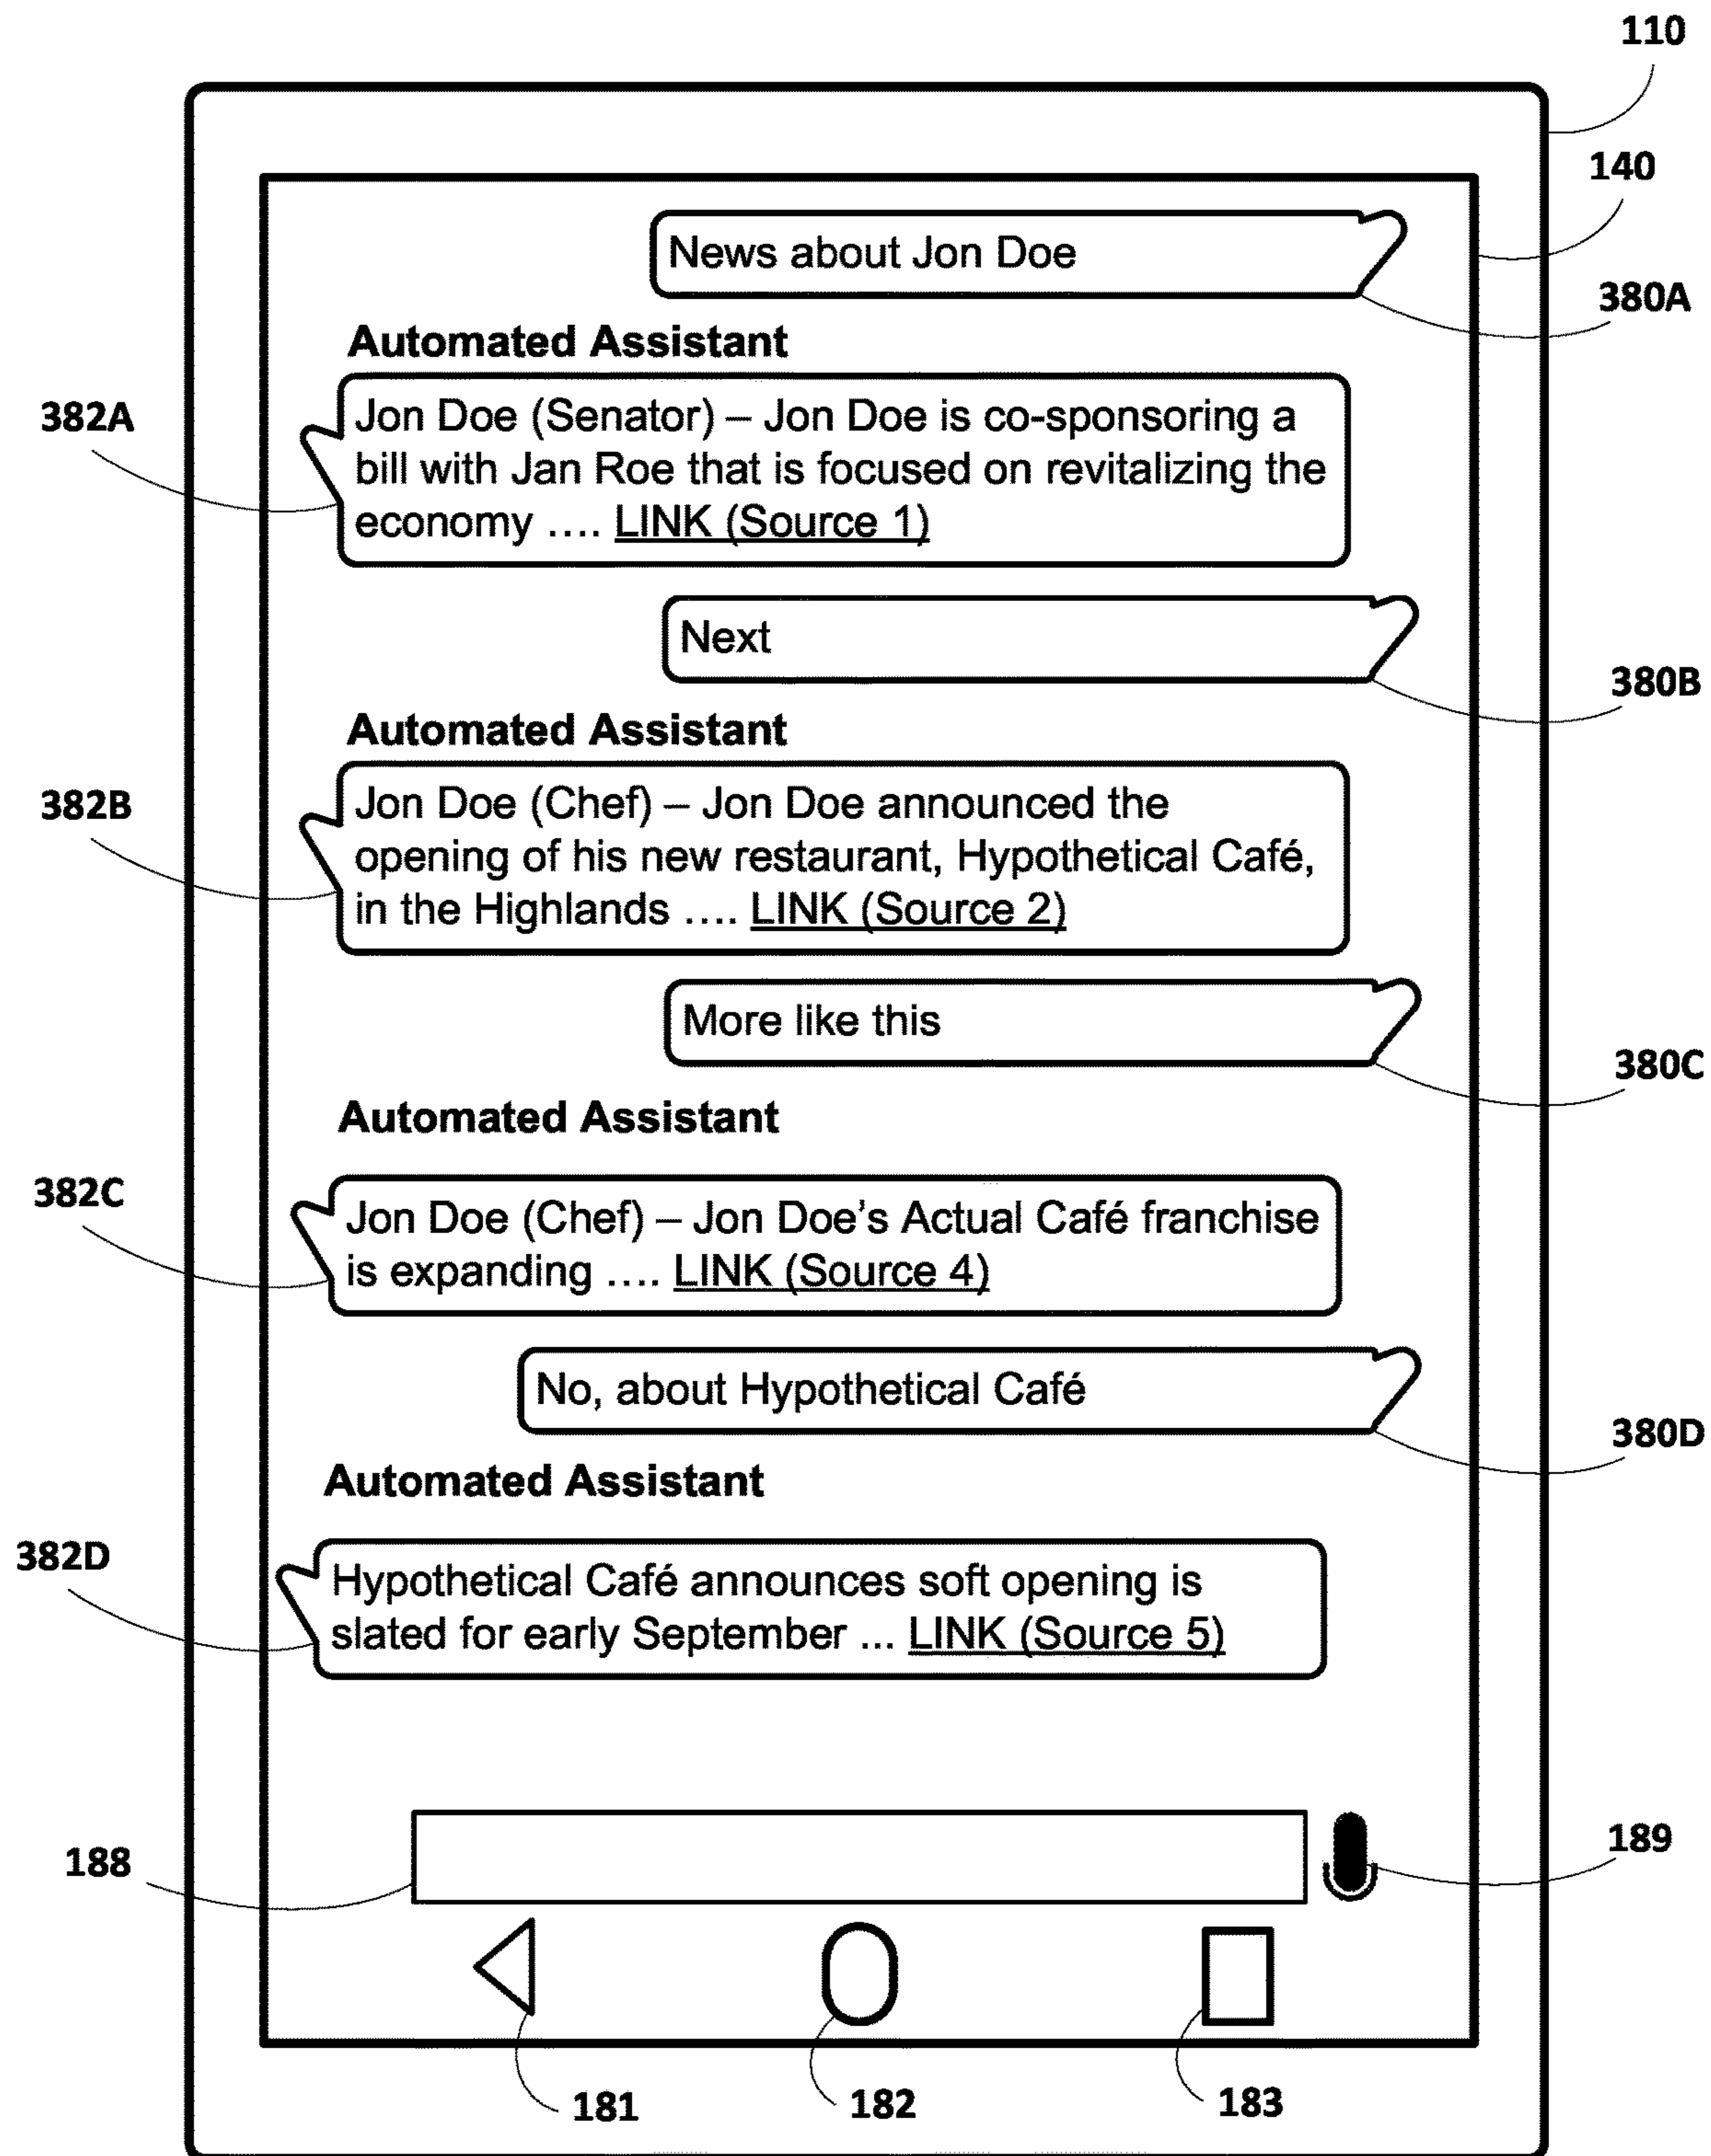 110
140
News about Jon Doe
380A
Automated Assistant
382A
Jon Doe (Senator) – Jon Doe is co-sponsoring a
bill with Jan Roe that is focused on revitalizing the
economy .... LINK (Source 1)
Next
380B
Automated Assistant
382B
Jon Doe (Chef) – Jon Doe announced the
opening of his new restaurant, Hypothetical Café,
in the Highlands .... LINK (Source 2)
More like this
380C
Automated Assistant
382C
Jon Doe (Chef) – Jon Doe’s Actual Café franchise
is expanding .... LINK (Source 4)
No, about Hypothetical Café
380D
Automated Assistant
382D
Hypothetical Café announces soft opening is
slated for early September ... LINK (Source 5)
188
189
181
182
183